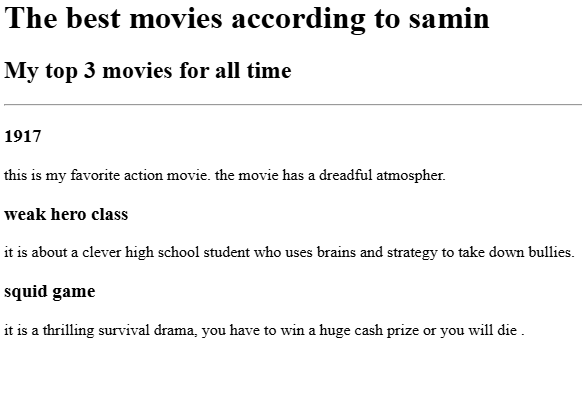 The best movies according to samin
My top 3 movies for all time
1917
this is my favorite action movie. the movie has a dreadful atmospher.
weak hero class
it is about a clever high school student who uses brains and strategy to take down bullies.
squid game
it is a thrilling survival drama, you have to win a huge cash prize or you will die .